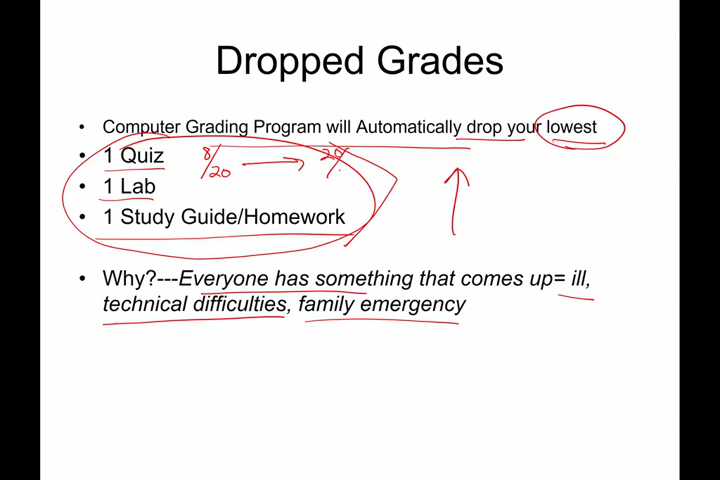 Dropped Grades
• Computer Grading Program will Automatically drop your lowest
• 1 Quiz 8/20
• 1 Lab
• 1 Study Guide/Homework
• Why?---Everyone has something that comes up= ill,
technical difficulties, family emergency